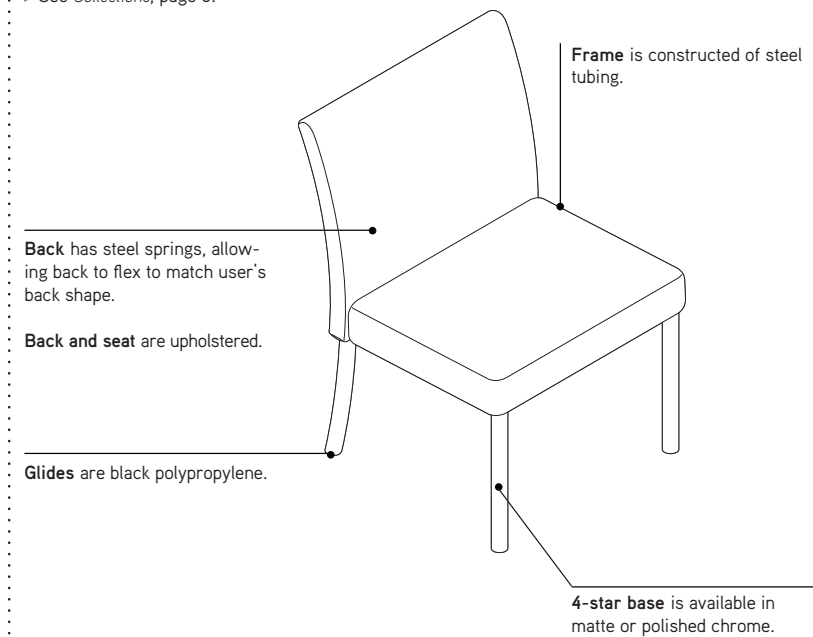 See Collections, page 6.
Frame is constructed of steel
tubing.
Back has steel springs, allow-
ing back to flex to match user's
back shape.
Back and seat are upholstered.
Glides are black polypropylene.
4-star base is available in
matte or polished chrome.